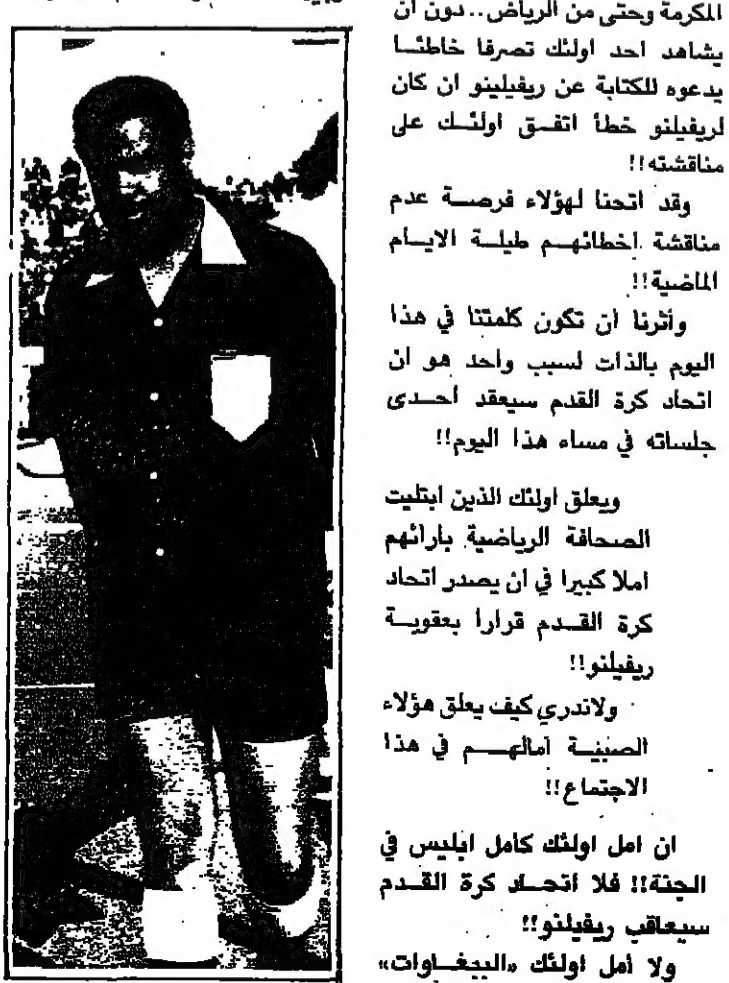 المكرمة وحتى من الرياض..دون ان
يشاهد احد اولئك تصرفا خاطئا
يدعوه للكتابة عن ريفيلينو ان كان
لريفيلنو خطأ اتفق اولئك على
مناقشته!!
وقد اتحنا لهؤلاء فرصة عدم
مناقشة اخطائهم طيلة الايام
الماضية!!
وأثرنا ان تكون كلمتنا في هذا
اليوم بالذات لسبب واحد هو ان
اتحاد كرة القدم سيعقد احدى
جلساته في مساء هذا اليوم!!
ويعلق اولئك الذين ابتليت
الصحافة الرياضية بارائهم
املا كبيرا في ان يصدر اتحاد
كرة القدم قرارا بعقوبة
ريفيلنو!!
ولاندري كيف يعلق هؤلاء
الصبية امالهم في هذا
الاجتماع!!
ان امل اولئك كامل ابليس في
الجنة!! فلا اتحاد كرة القدم
سيعاقب ريفيلنو!!
ولا أمل اولئك «الببغاوات»